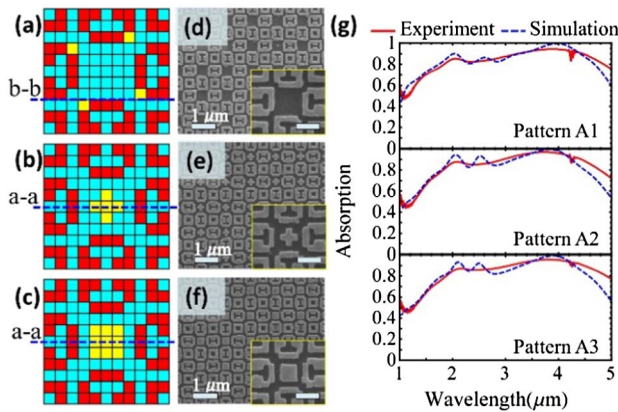 (a)
b-b
(b)
a-a
(c)
a-a
(d)
1 μm
(e)
1 μm
(f)
1 μm
(g)
Experiment
Simulation
Absorption
1
0.8
0.6
0.4
0.2
0
Pattern A1
0.8
0.6
0.4
0.2
0
Pattern A2
0.8
0.6
0.4
0.2
0
Pattern A3
1 2 3 4 5
Wavelength(μm)